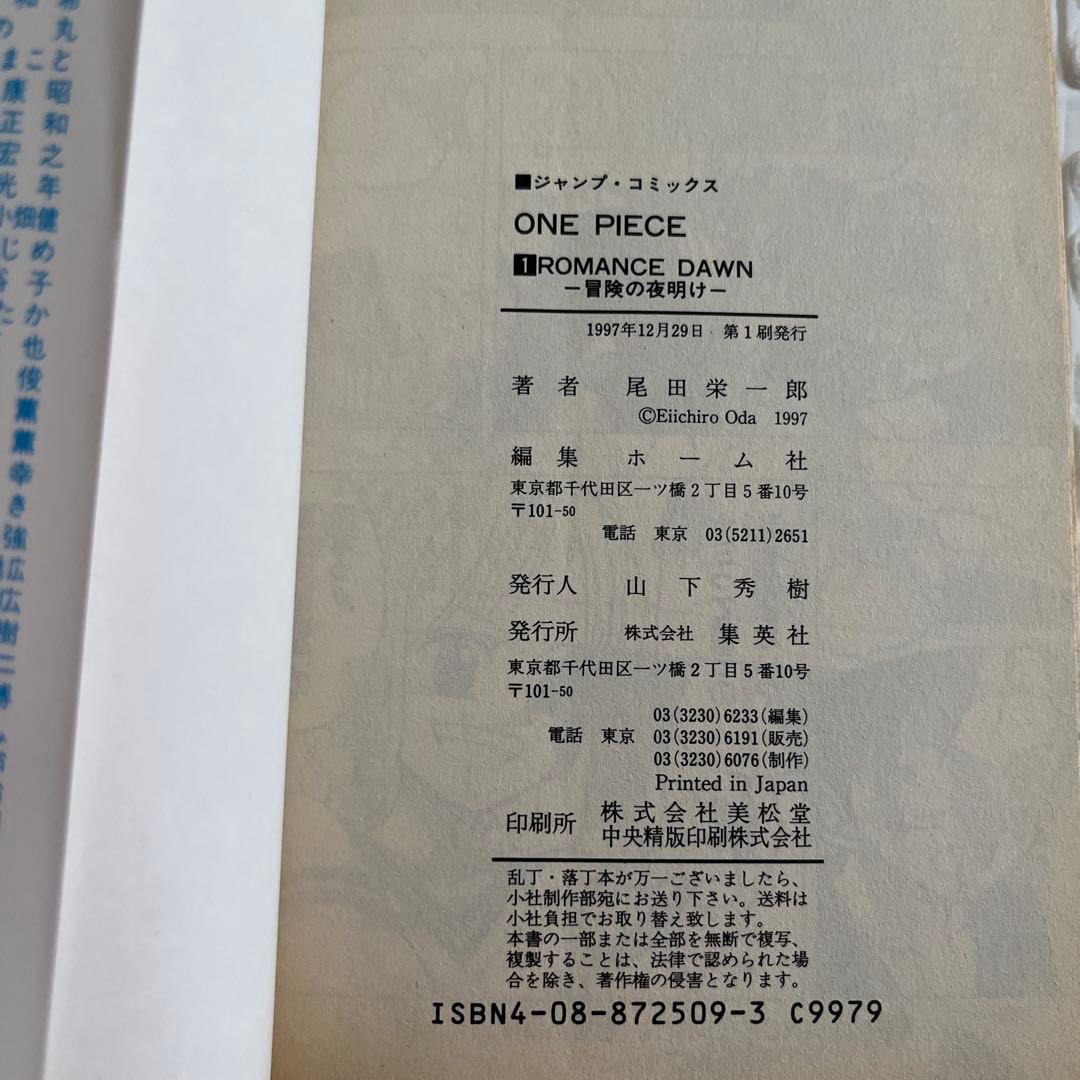 ■ジャンプ・コミックス
ONE PIECE
1 ROMANCE DAWN
—冒険の夜明け—
1997年12月29日 第1刷発行
著者 尾田栄一郎
©Eiichiro Oda 1997
編集 ホーム社
東京都千代田区一ツ橋2丁目5番10号
〒101-50
電話 東京 03(5211)2651
発行人 山下秀樹
発行所 株式会社 集英社
東京都千代田区一ツ橋2丁目5番10号
〒101-50
03(3230)6233(編集)
電話 東京 03(3230)6191(販売)
03(3230)6076(制作)
Printed in Japan
印刷所 株式会社美松堂
中央精版印刷株式会社
乱丁・落丁本が万一ございましたら、
小社制作部宛にお送り下さい。送料は
小社負担でお取り替え致します。
本書の一部または全部を無断で複写、
複製することは、法律で認められた場
合を除き、著作権の侵害となります。
ISBN4-08-872509-3 C9979